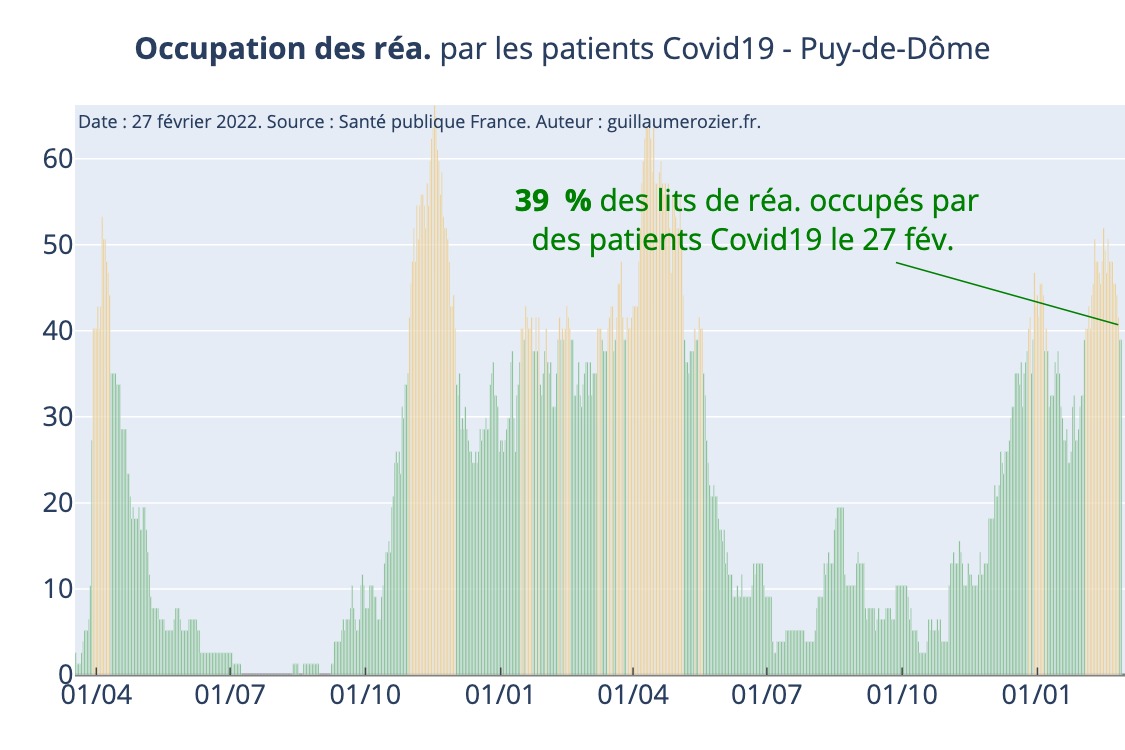 Occupation des réa. par les patients Covid19 - Puy-de-Dôme
Date : 27 février 2022. Source : Santé publique France. Auteur : guillaumerozier.fr.
60
39 % des lits de réa. occupés par
des patients Covid19 le 27 fév.
50
40
30
20
10
0
01/04 01/07 01/10 01/01 01/04 01/07 01/10 01/01